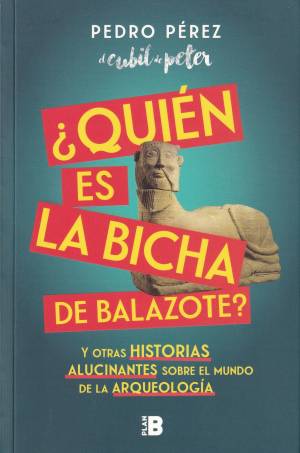 PEDRO PÉREZ
el cubil de peter
¿QUIÉN
ES
LA BICHA
DE BALAZOTE?
Y OTRAS HISTORIAS
ALUCINANTES SOBRE EL MUNDO
DE LA ARQUEOLOGÍA
PLAN B